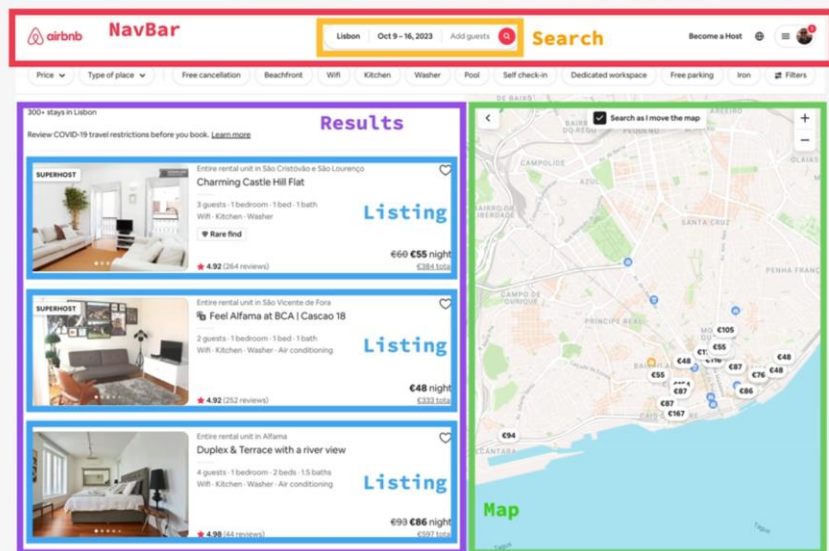 airbnb
NavBar
Lisbon
Oct 9 – 16, 2023
Add guests
Search
Become a Host
Price
Type of place
Free cancellation
Beachfront
Wifi
Kitchen
Washer
Pool
Self check-in
Dedicated workspace
Free parking
Iron
Filters
300+ stays in Lisbon
Results
Review COVID-19 travel restrictions before you book. Learn more
SUPERHOST
Entire rental unit in São Cristóvão e São Lourenço
Charming Castle Hill Flat
3 guests · 1 bedroom · 1 bed · 1 bath
Wifi · Kitchen · Washer
Listing
Rare find
€60 €55 night
4.92 (264 reviews)
€384 total
SUPERHOST
Entire rental unit in São Vicente de Fora
Feel Alfama at BCA | Cascao 18
2 guests · 1 bedroom · 1 bed · 1 bath
Wifi · Kitchen · Washer · Air conditioning
Listing
€48 night
4.92 (252 reviews)
€333 total
Entire rental unit in Alfama
Duplex & Terrace with a river view
4 guests · 1 bedroom · 2 beds · 1.5 baths
Wifi · Kitchen · Washer · Air conditioning
Listing
€93 €86 night
4.98 (44 reviews)
€597 total
Search as I move the map
CAMPOLIDE
AZUL
OLAIAS
SANTA CRUZ
PENHA FRANÇ
CAMPO DE
OURIQUE
PRÍNCIPE REAL
€105
€55
€48
€87
€48
€76
€48
€55
€87
€86
€87
€167
€94
Map
Tagus
Tagus